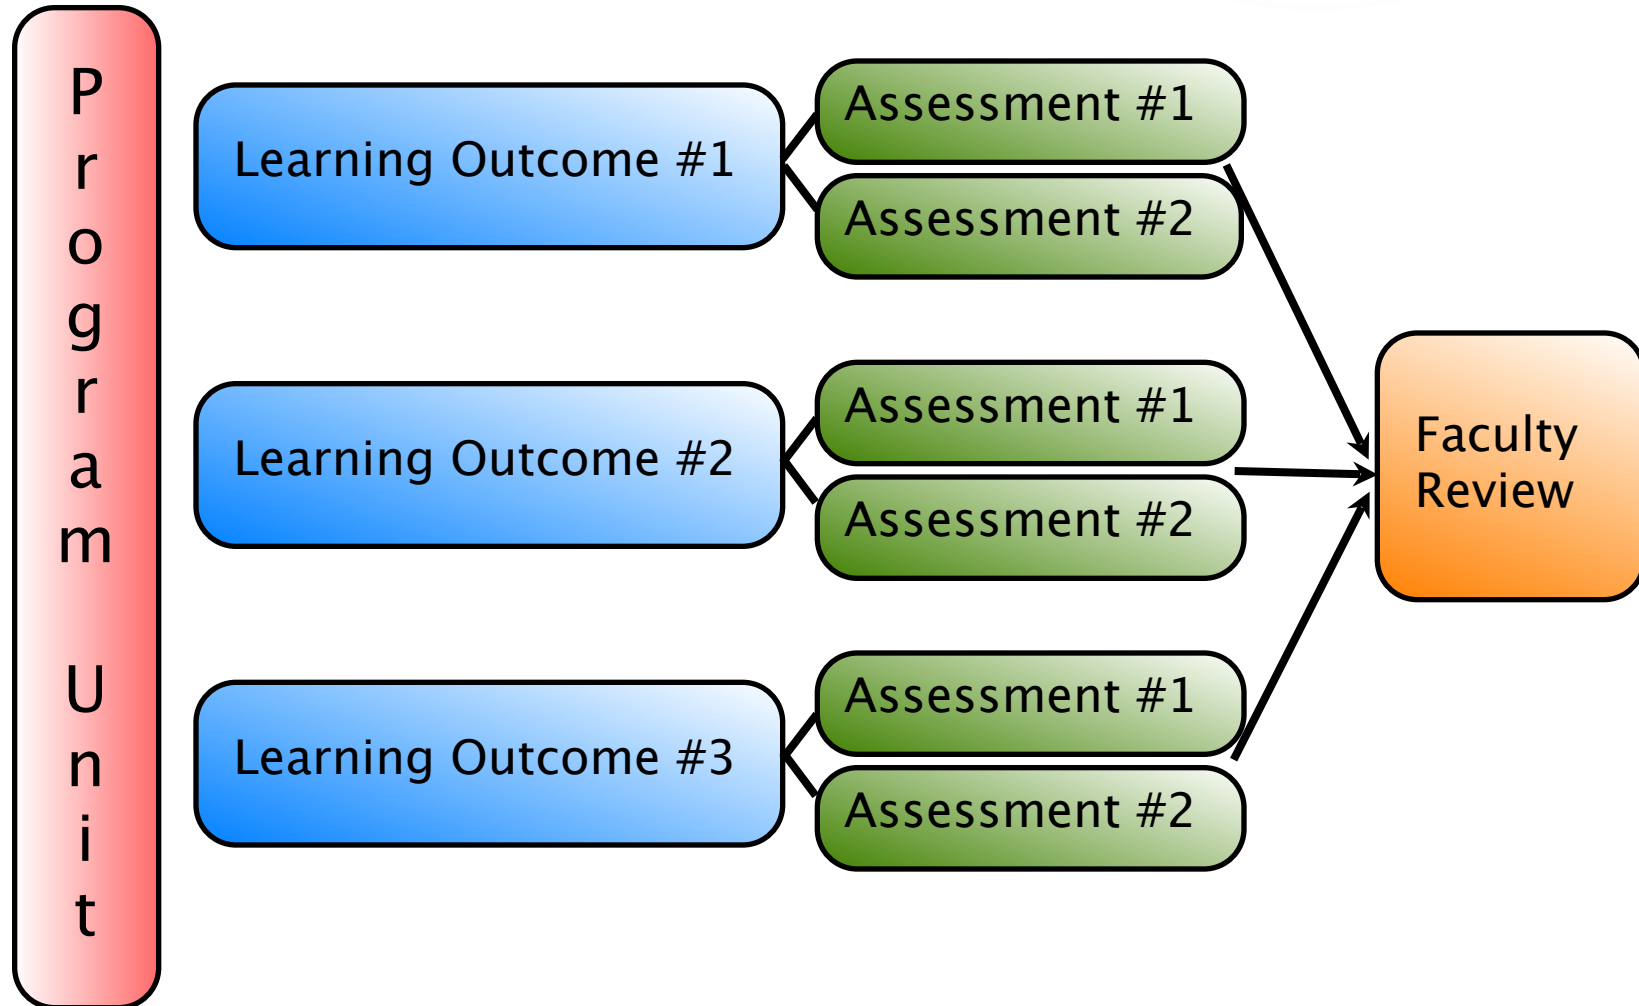 Program Unit
Learning Outcome #1
Assessment #1
Assessment #2
Learning Outcome #2
Assessment #1
Assessment #2
Learning Outcome #3
Assessment #1
Assessment #2
Faculty
Review